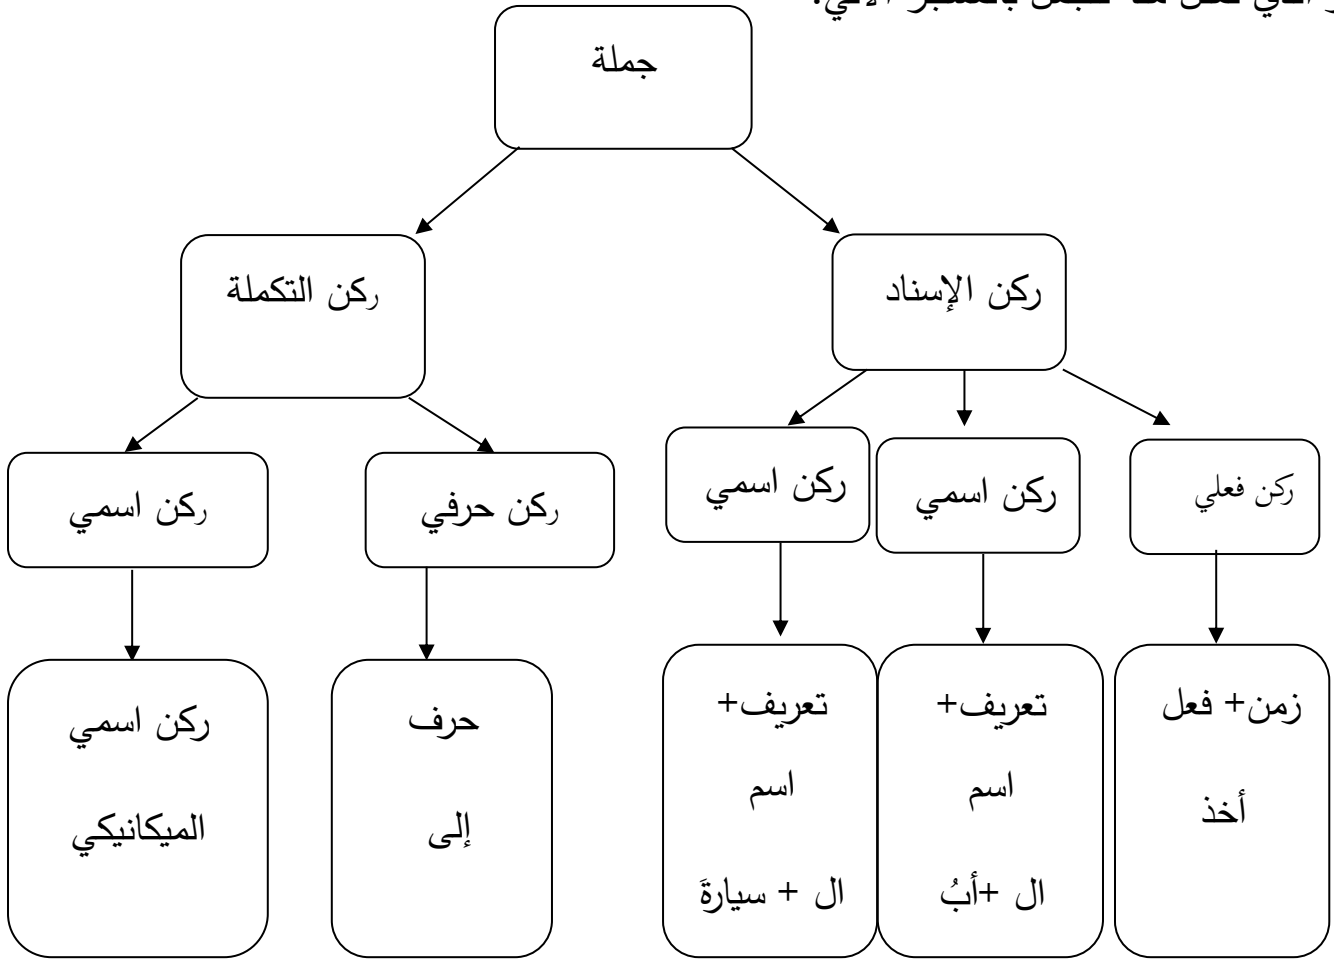 جملة
ركن الإسناد
ركن التكملة
ركن فعلي
ركن اسمي
ركن اسمي
ركن حرفي
ركن اسمي
زمن+ فعل
أخذ
تعريف+
اسم
ال +أبُ
تعريف+
اسم
ال + سيارةَ
حرف
إلى
ركن اسمي
الميكانيكي